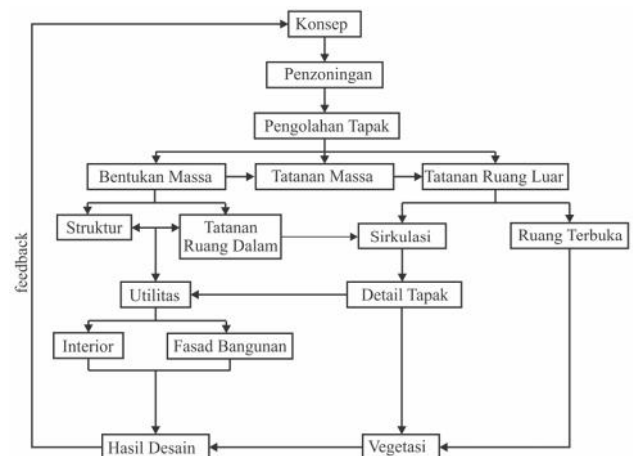 Konsep
Penzoningan
Pengolahan Tapak
Bentukan Massa
Tatanan Massa
Tatanan Ruang Luar
Struktur
Tatanan
Ruang Dalam
Sirkulasi
Ruang Terbuka
feedback
Utilitas
Detail Tapak
Interior
Fasad Bangunan
Hasil Desain
Vegetasi